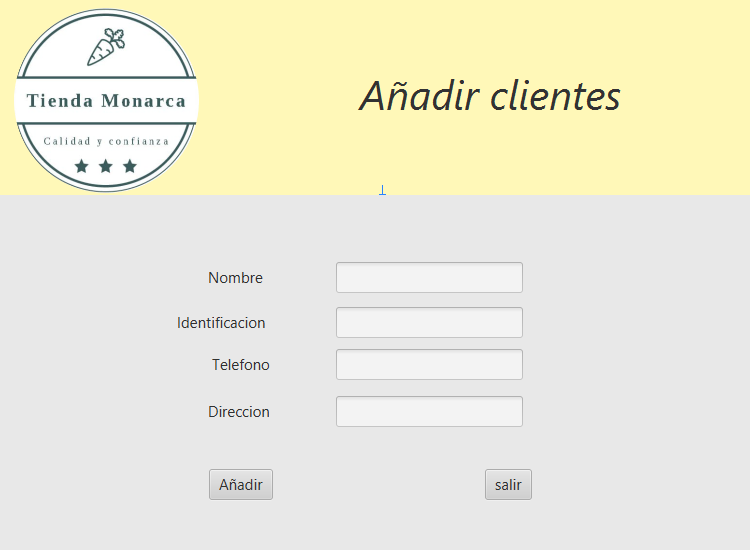 Tienda Monarca
Calidad y confianza
Añadir clientes
Nombre
Identificacion
Telefono
Direccion
Añadir
salir